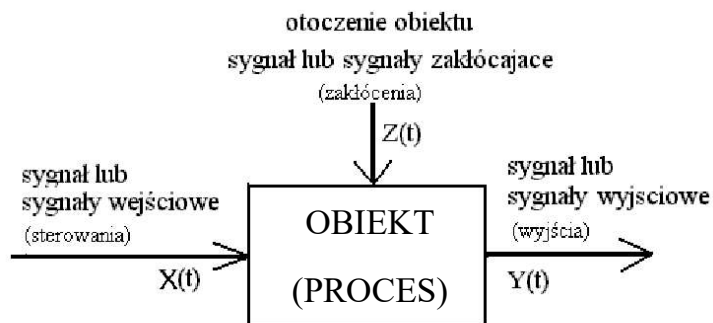 otoczenie obiektu
sygnał lub sygnały zakłócajace
(zakłócenia)
Z(t)
sygnał lub
sygnały wejściowe
(sterowania)
X(t)
OBIEKT
(PROCES)
sygnał lub
sygnały wyjsciowe
(wyjścia)
Y(t)